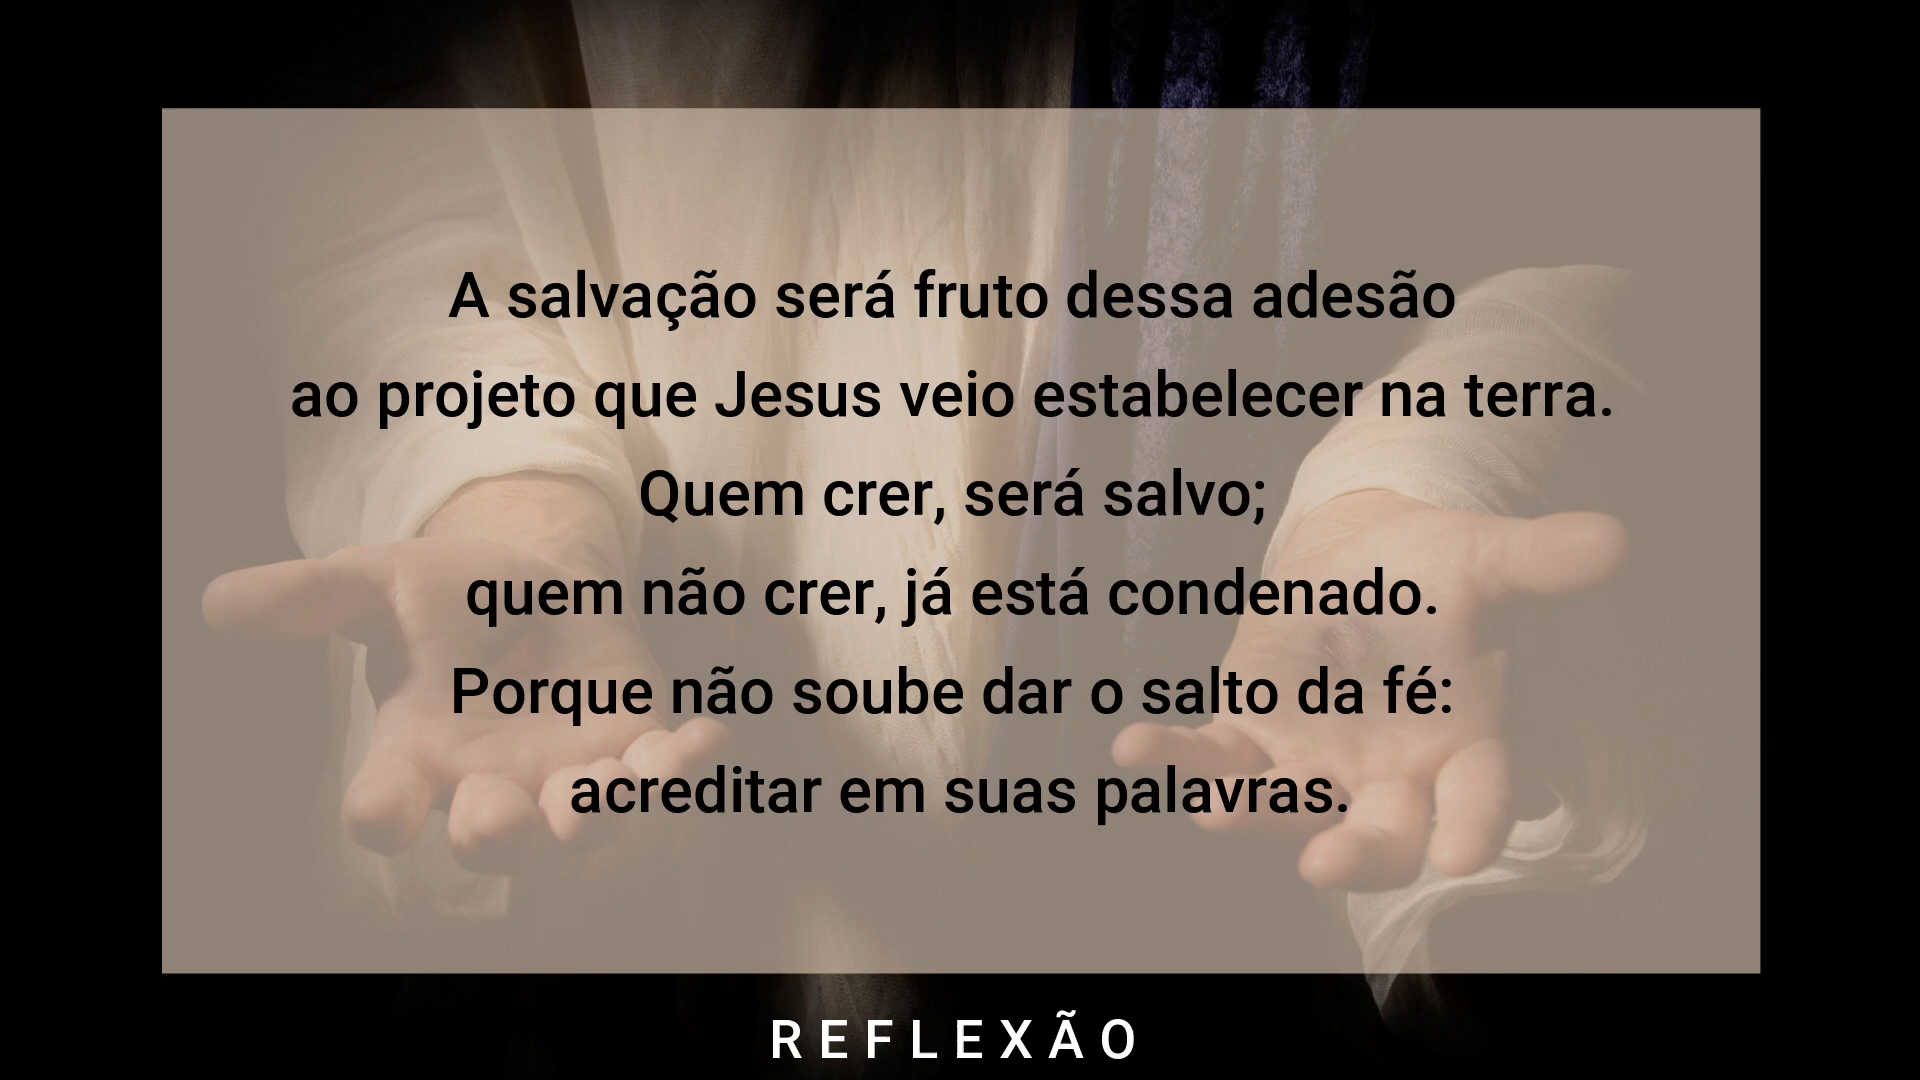 A salvação será fruto dessa adesão
ao projeto que Jesus veio estabelecer na terra.
Quem crer, será salvo;
quem não crer, já está condenado.
Porque não soube dar o salto da fé:
acreditar em suas palavras.
REFLEXÃO